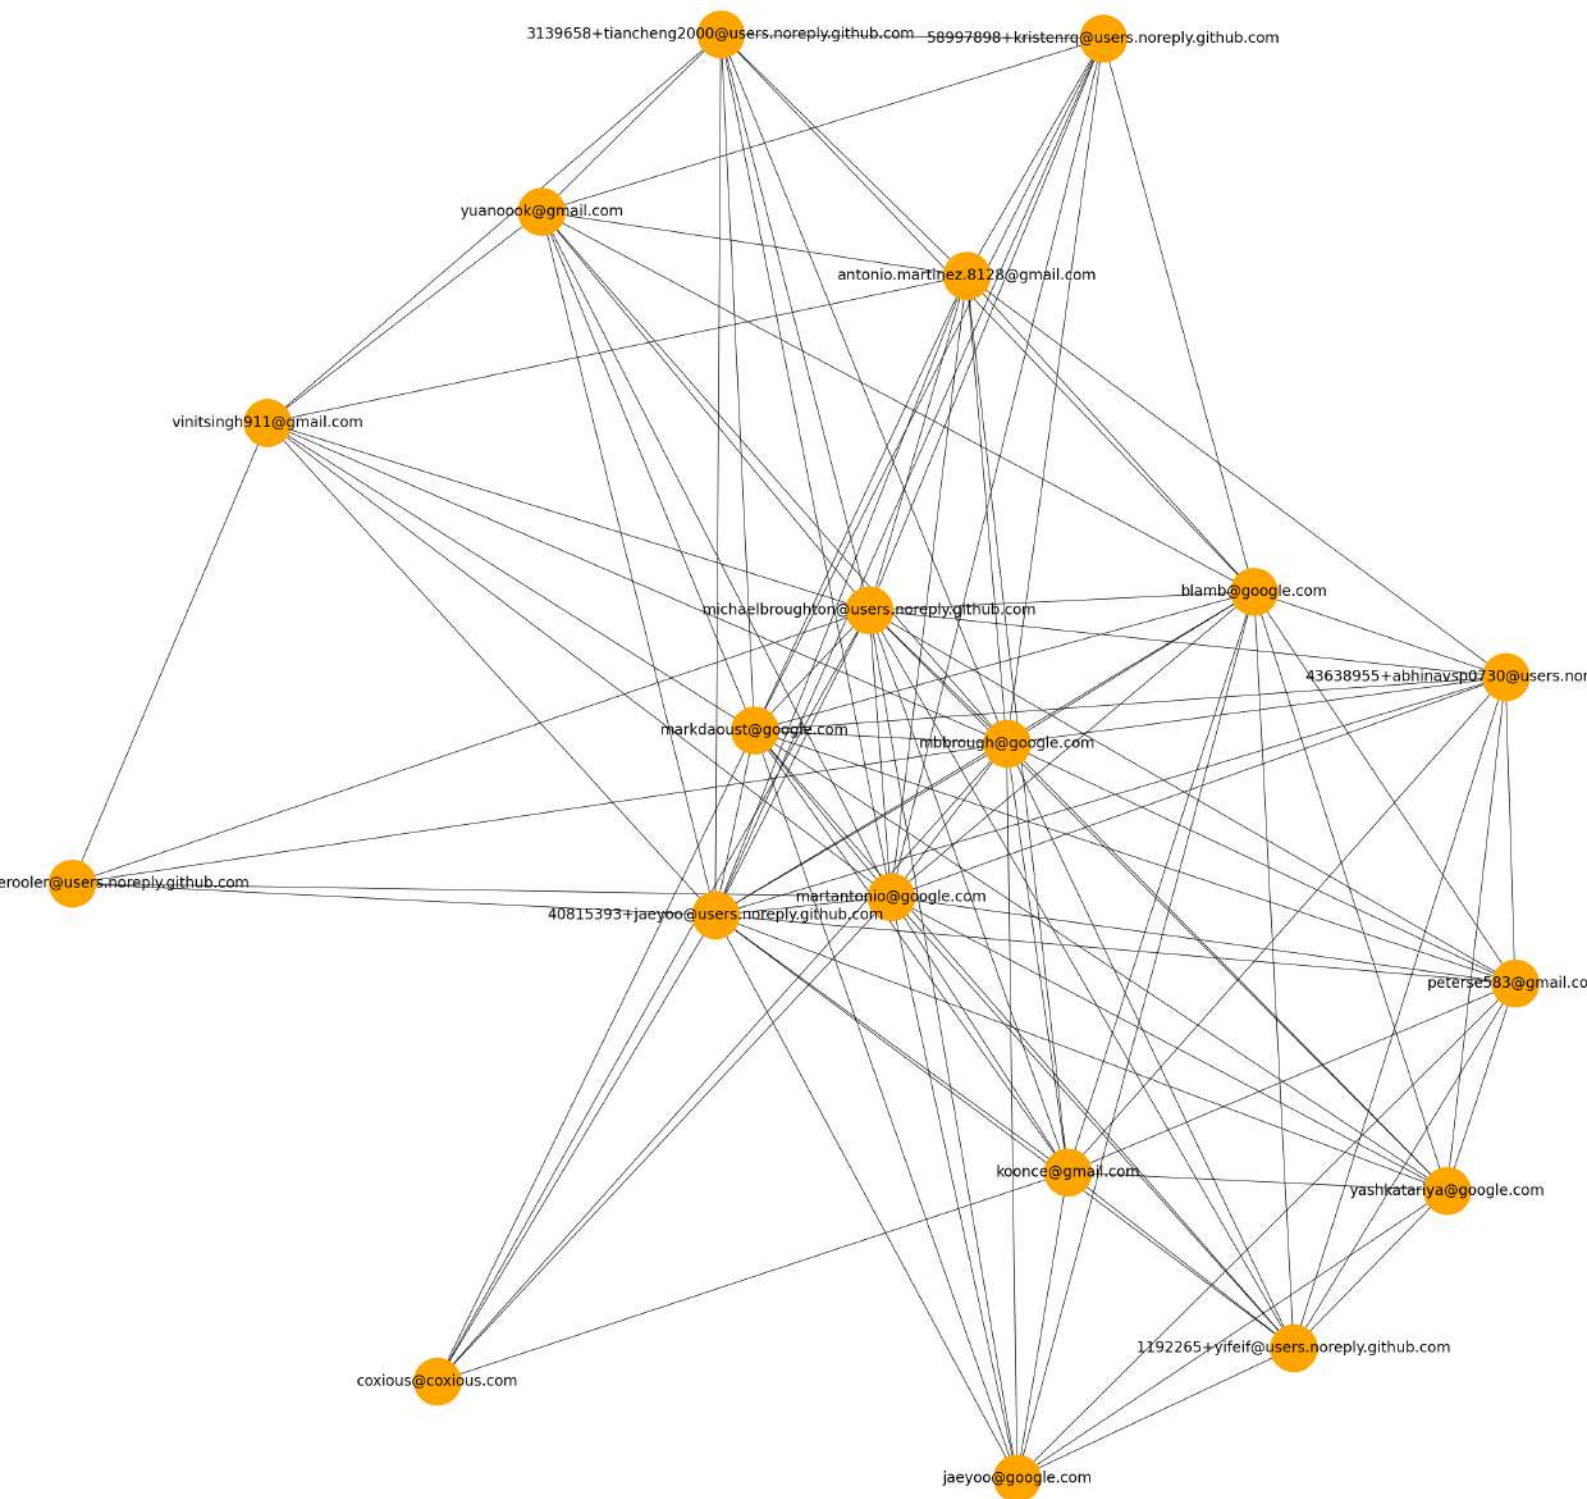 3139658+tiancheng2000@users.noreply.github.com
58997898+kristenrq@users.noreply.github.com
yuanoook@gmail.com
antonio.martinez.8128@gmail.com
vinitsingh911@gmail.com
blamb@google.com
michaelbroughton@users.noreply.github.com
43638955+abhinavsp0730@users.nor
markdaoust@google.com
mbbrough@google.com
erooler@users.noreply.github.com
martantonio@google.com
40815393+jaeyoo@users.noreply.github.com
peterse583@gmail.co
koonce@gmail.com
yashkatariya@google.com
1192265+yifeif@users.noreply.github.com
coxious@coxious.com
jaeyoo@google.com